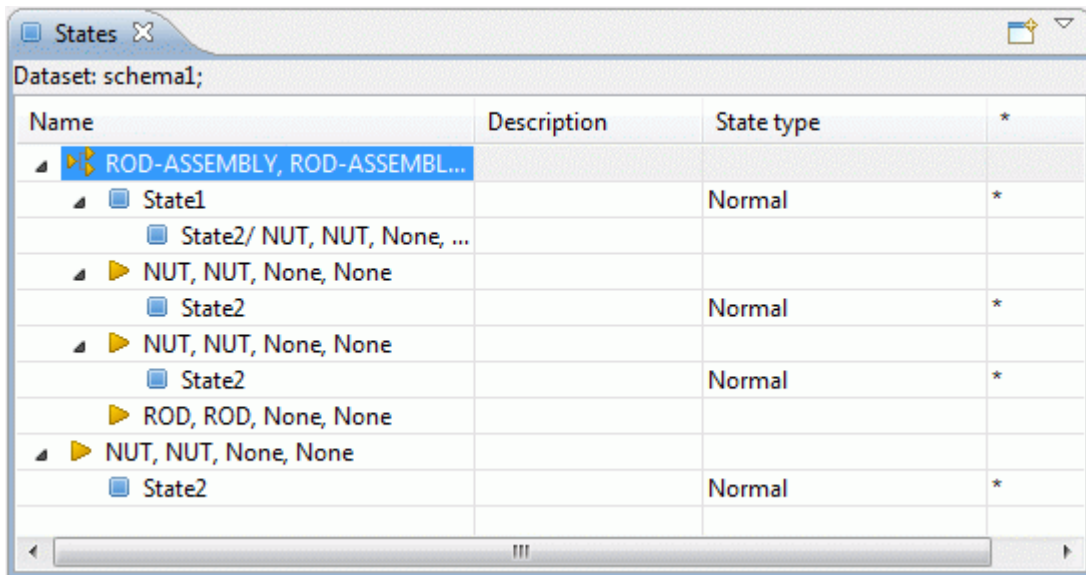 States
Dataset: schema1;
Name Description State type *
ROD-ASSEMBLY, ROD-ASSEMBL...
State1 Normal *
State2/ NUT, NUT, None, ...
NUT, NUT, None, None
State2 Normal *
NUT, NUT, None, None
State2 Normal *
ROD, ROD, None, None
NUT, NUT, None, None
State2 Normal *